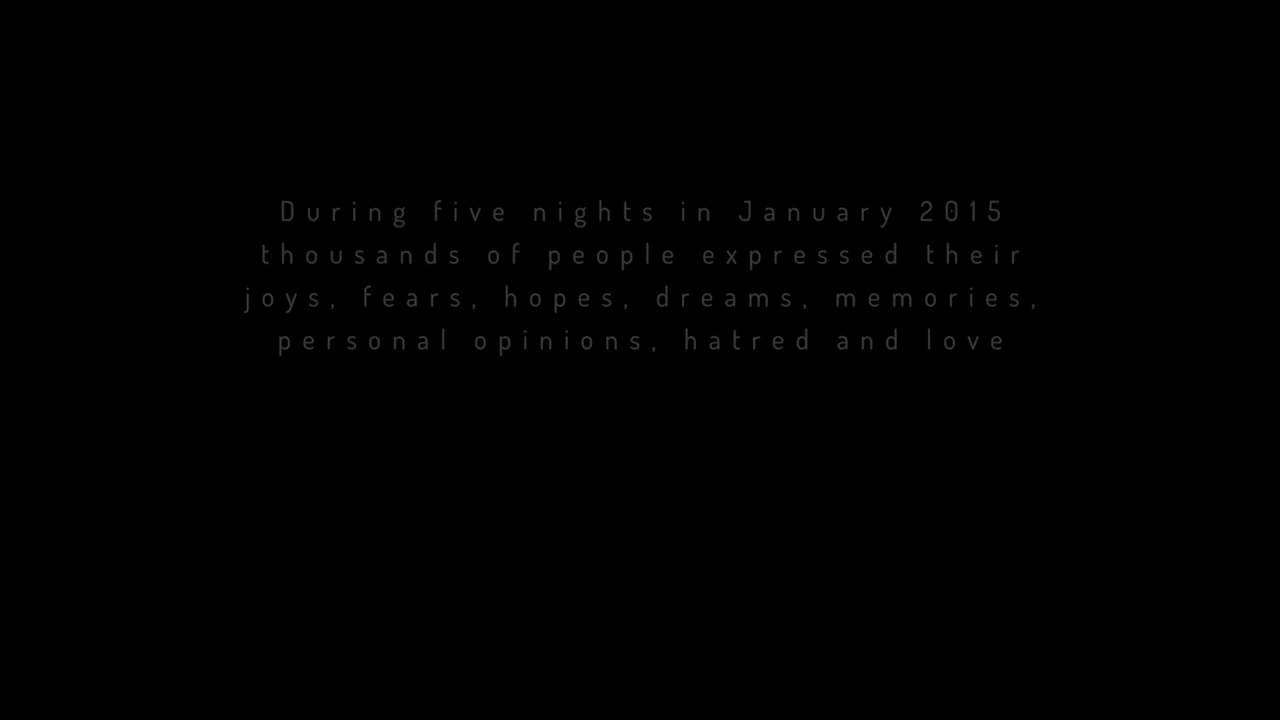 During five nights in January 2015
thousands of people expressed their
joys, fears, hopes, dreams, memories,
personal opinions, hatred and love